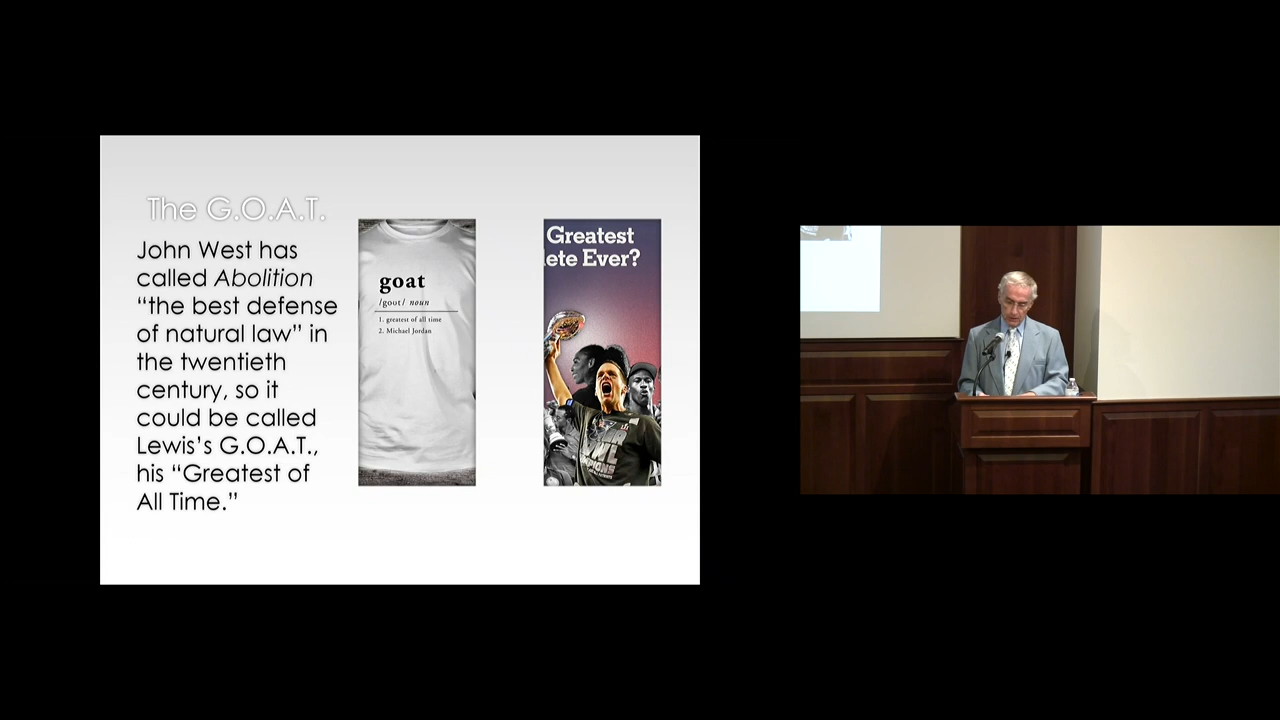 The G.O.A.T.
John West has
called Abolition
“the best defense
of natural law” in
the twentieth
century, so it
could be called
Lewis’s G.O.A.T.,
his “Greatest of
All Time.”
goat
/gout/ noun
1. greatest of all time
2. Michael Jordan
Greatest
lete Ever?